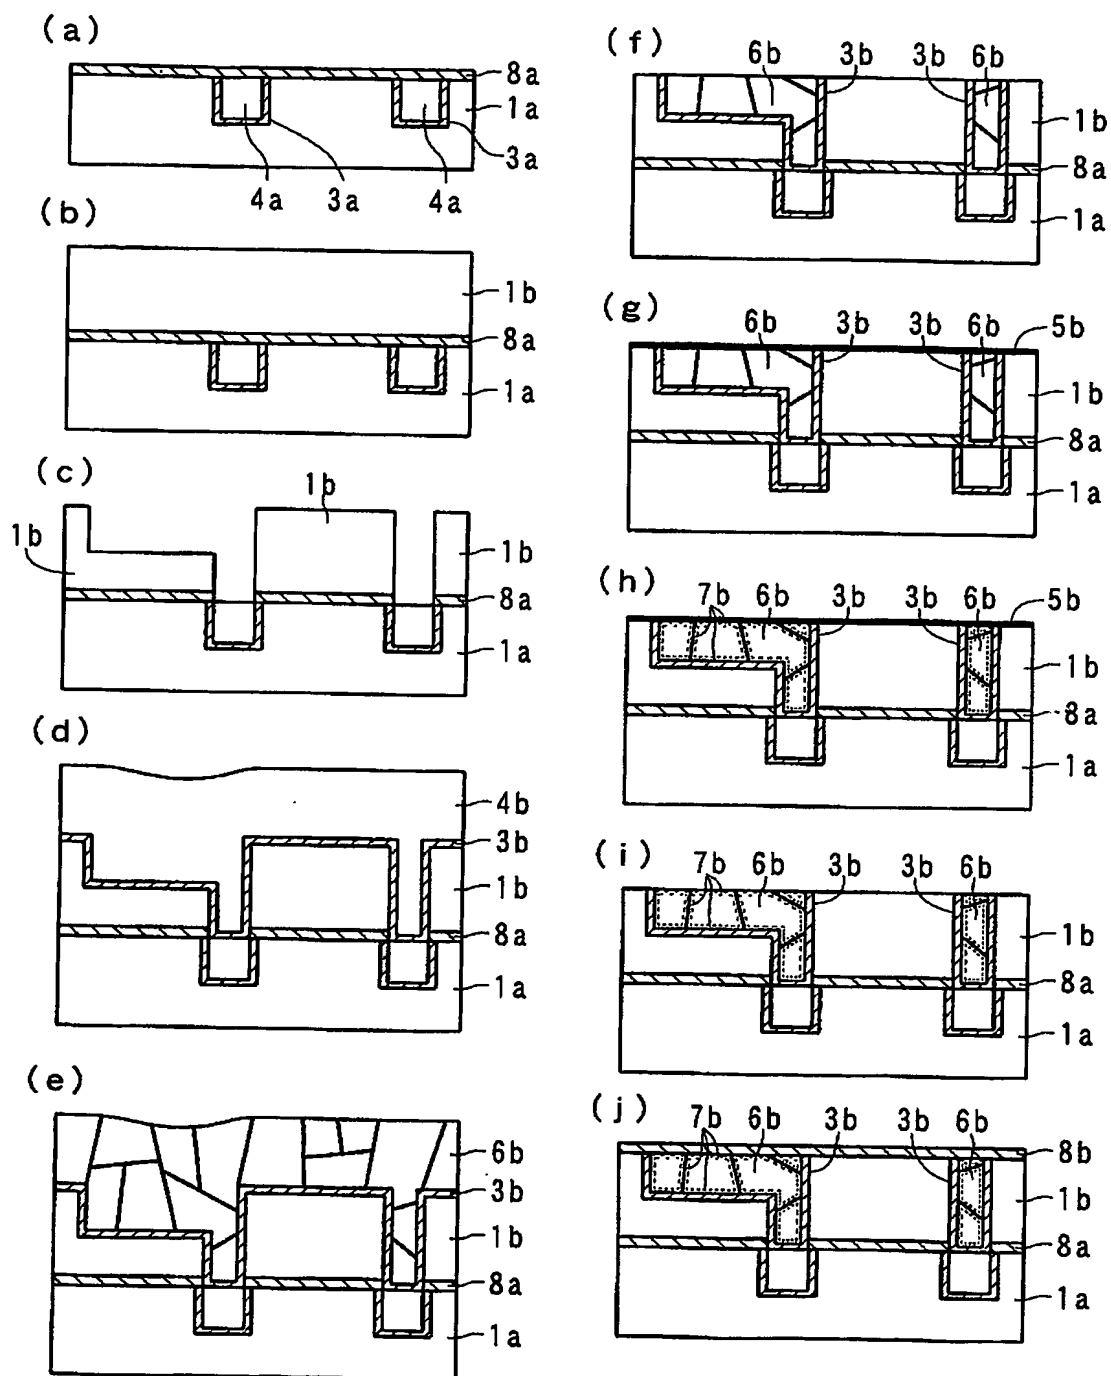 (a)
8a
1a
3a
4a 3a 4a
(b)
1b
8a
1a
(c)
1b
1b
1b
8a
1a
(d)
4b
3b
1b
8a
1a
(e)
6b
3b
1b
8a
1a
(f)
6b 3b 3b 6b
1b
8a
1a
(g)
6b 3b 3b 6b 5b
1b
8a
1a
(h)
7b 6b 3b 3b 6b 5b
1b
8a
1a
(i)
7b 6b 3b 3b 6b
1b
8a
1a
(j)
7b 6b 3b 3b 6b
8b
1b
8a
1a